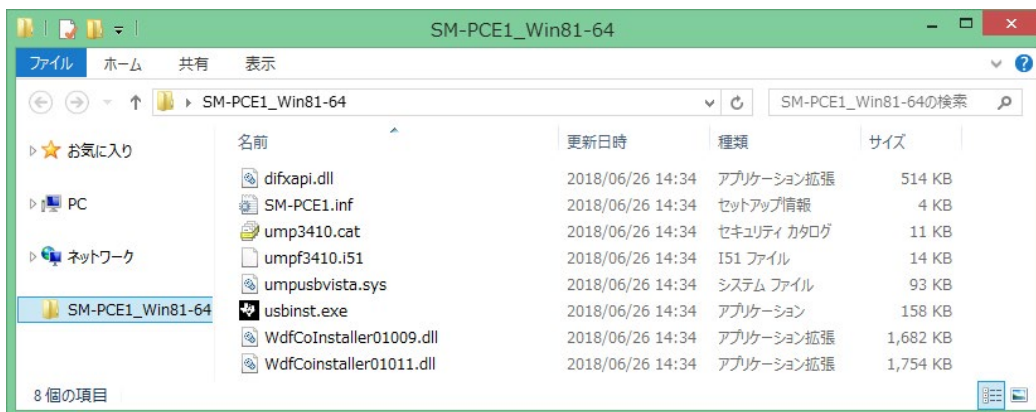 SM-PCE1_Win81-64
ファイル ホーム 共有 表示
SM-PCE1_Win81-64 SM-PCE1_Win81-64の検索
お気に入り
PC
ネットワーク
SM-PCE1_Win81-64
名前 更新日時 種類 サイズ
difxapi.dll 2018/06/26 14:34 アプリケーション拡張 514 KB
SM-PCE1.inf 2018/06/26 14:34 セットアップ情報 4 KB
ump3410.cat 2018/06/26 14:34 セキュリティ カタログ 11 KB
umpf3410.i51 2018/06/26 14:34 I51 ファイル 14 KB
umpusbvista.sys 2018/06/26 14:34 システム ファイル 93 KB
usbinst.exe 2018/06/26 14:34 アプリケーション 158 KB
WdfCoInstaller01009.dll 2018/06/26 14:34 アプリケーション拡張 1,682 KB
WdfCoinstaller01011.dll 2018/06/26 14:34 アプリケーション拡張 1,754 KB
8 個の項目